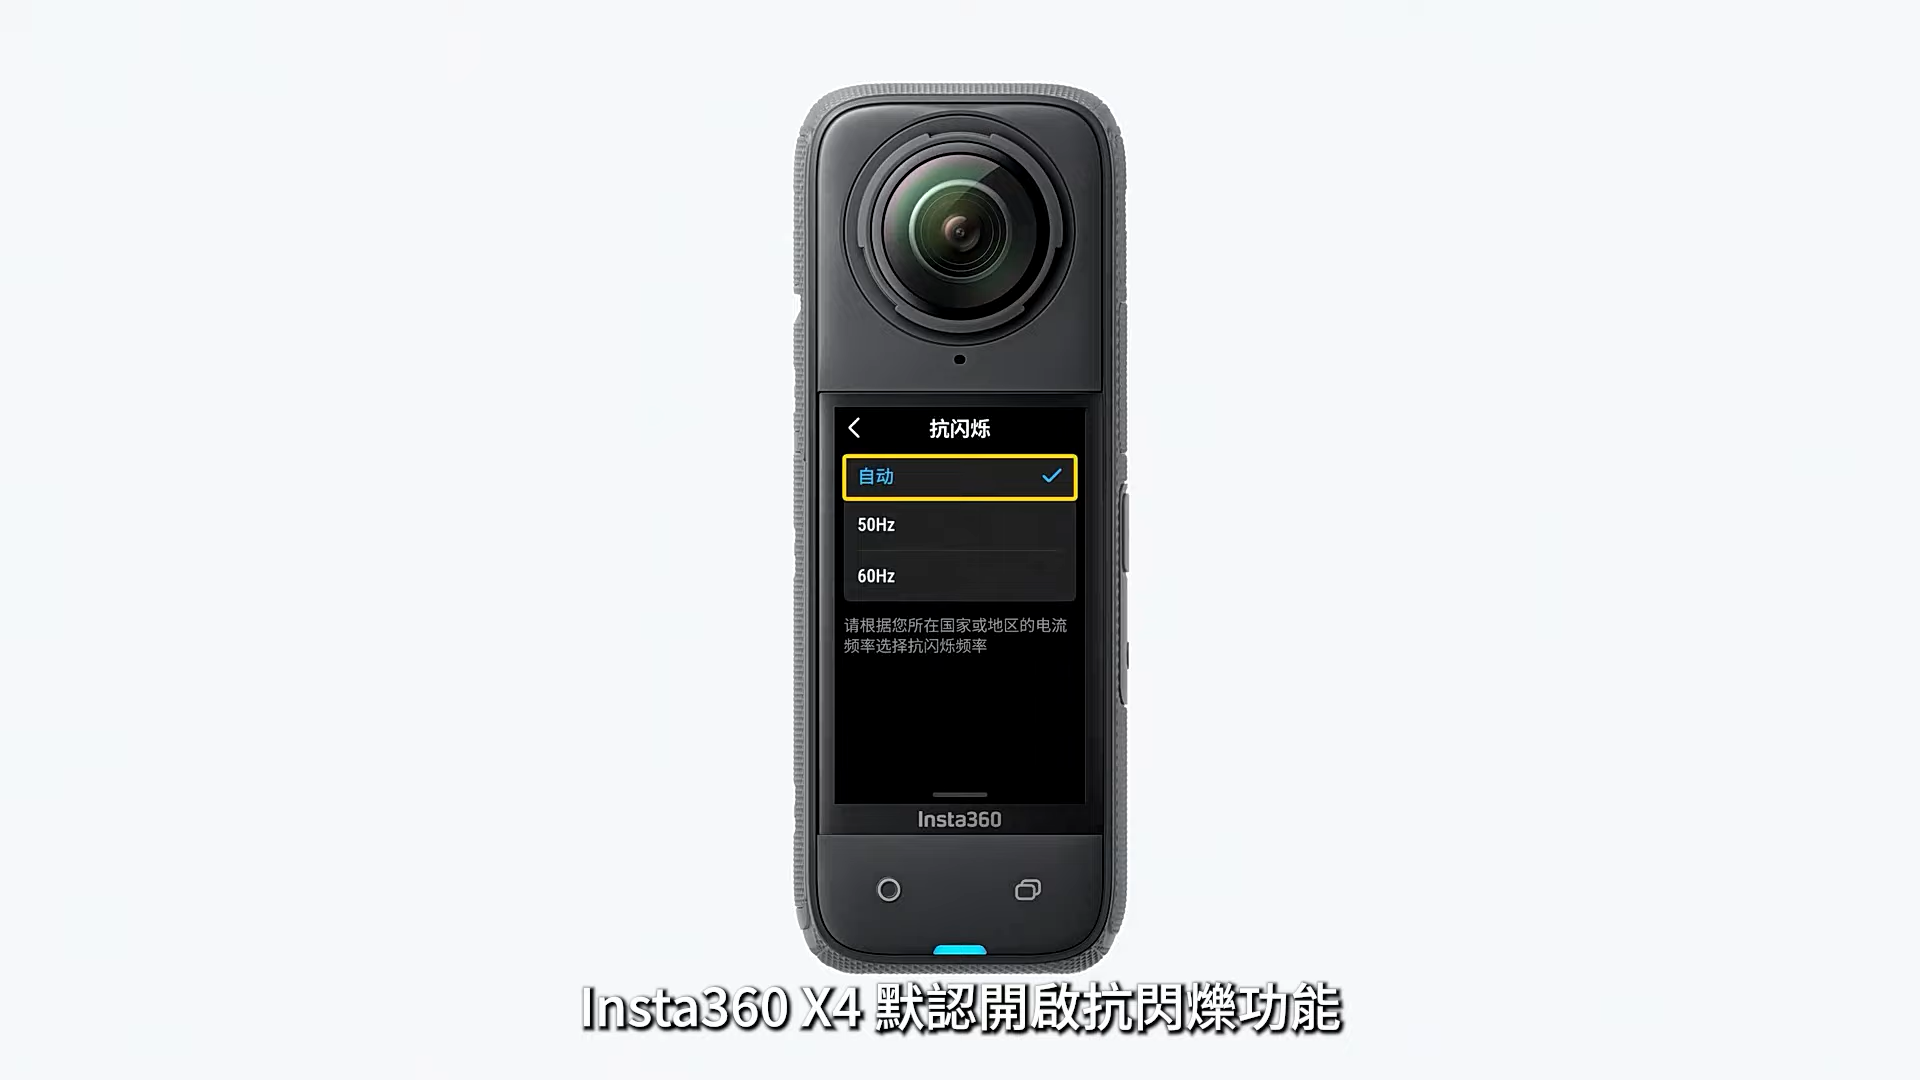 抗闪烁
自动
50Hz
60Hz
请根据您所在国家或地区的电流
频率选择抗闪烁频率
Insta360
Insta360 X4 默認開啟抗閃爍功能